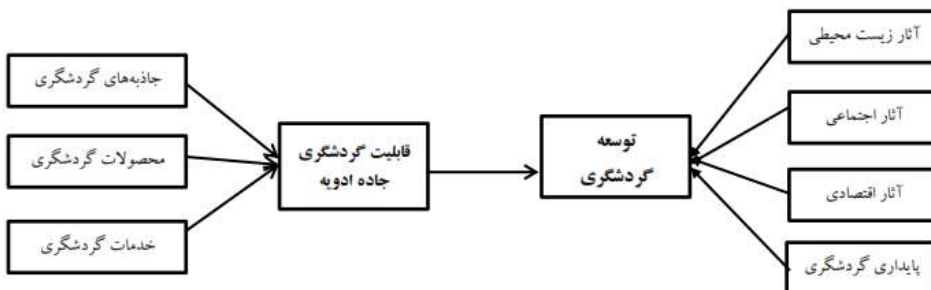 آثار زیست محیطی
آثار اجتماعی
آثار اقتصادی
پایداری گردشگری
توسعه
گردشگری
قابلیت گردشگری
جاده ادویه
جاذبه‌های گردشگری
محصولات گردشگری
خدمات گردشگری